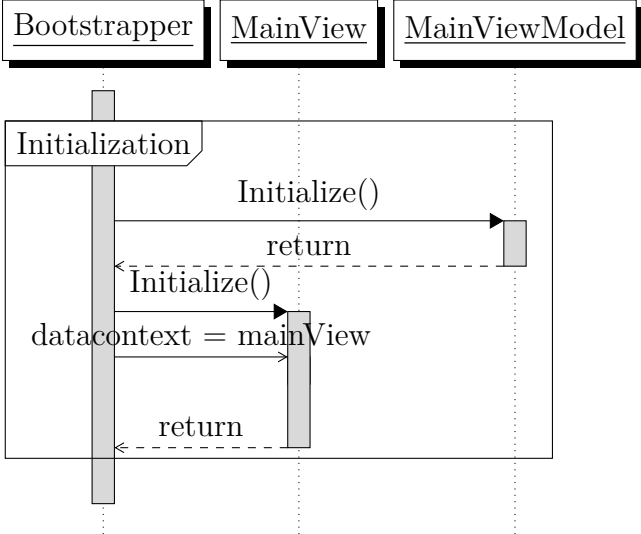 Bootstrapper
MainView
MainViewModel
Initialization
Initialize()
return
Initialize()
datacontext = mainView
return